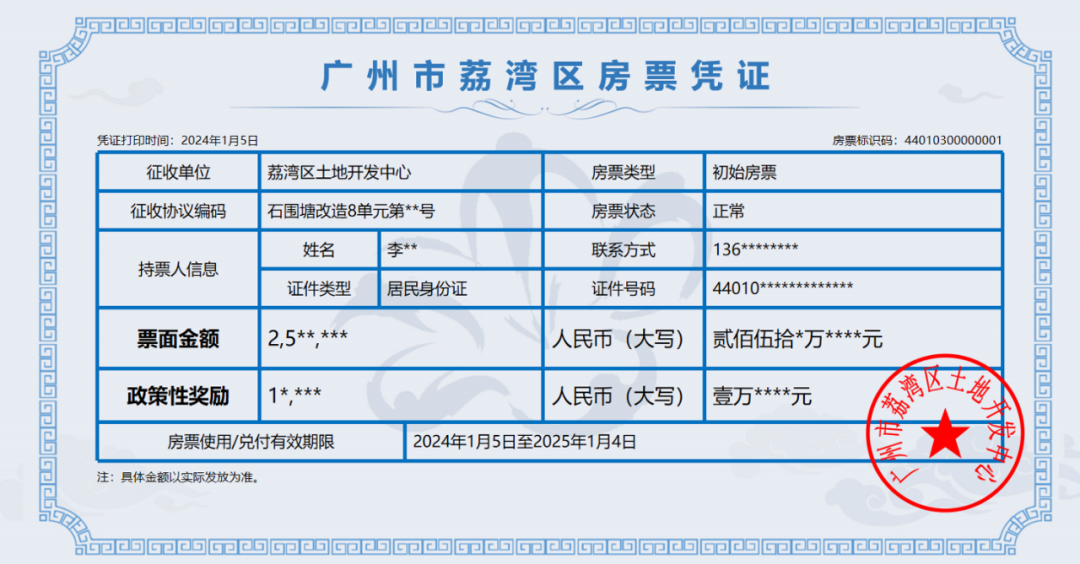 广州市荔湾区房票凭证
凭证打印时间：2024年1月5日 房票标识码：44010300000001
征收单位 荔湾区土地开发中心 房票类型 初始房票
征收协议编码 石围塘改造8单元第**号 房票状态 正常
持票人信息 姓名 李** 联系方式 136********
证件类型 居民身份证 证件号码 44010*************
票面金额 2,5**,*** 人民币（大写） 贰佰伍拾*万****元
政策性奖励 1*,*** 人民币（大写） 壹万****元
房票使用/兑付有效期限 2024年1月5日至2025年1月4日
注：具体金额以实际发放为准。
广州市荔湾区土地开发中心